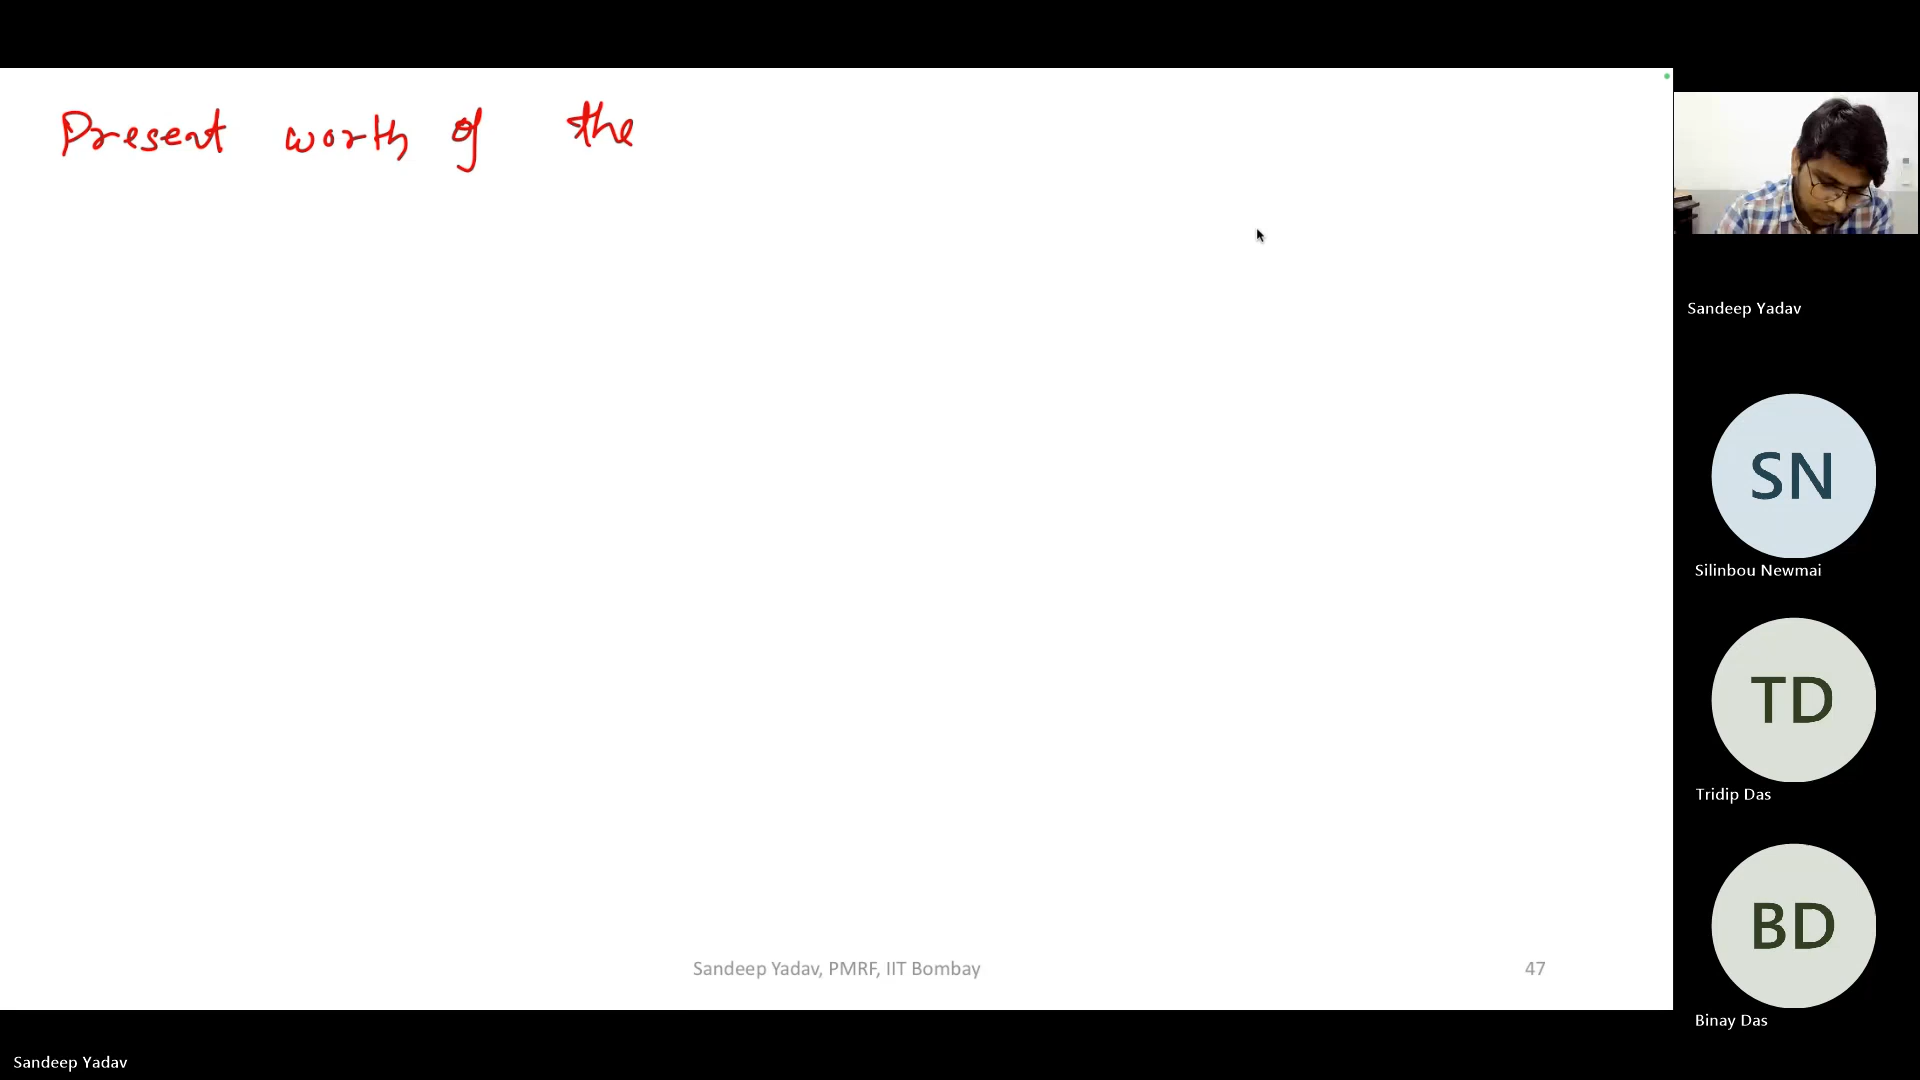 Present worth of the
Sandeep Yadav
SN
Silinbou Newmai
TD
Tridip Das
BD
Binay Das
Sandeep Yadav, PMRF, IIT Bombay
47
Sandeep Yadav